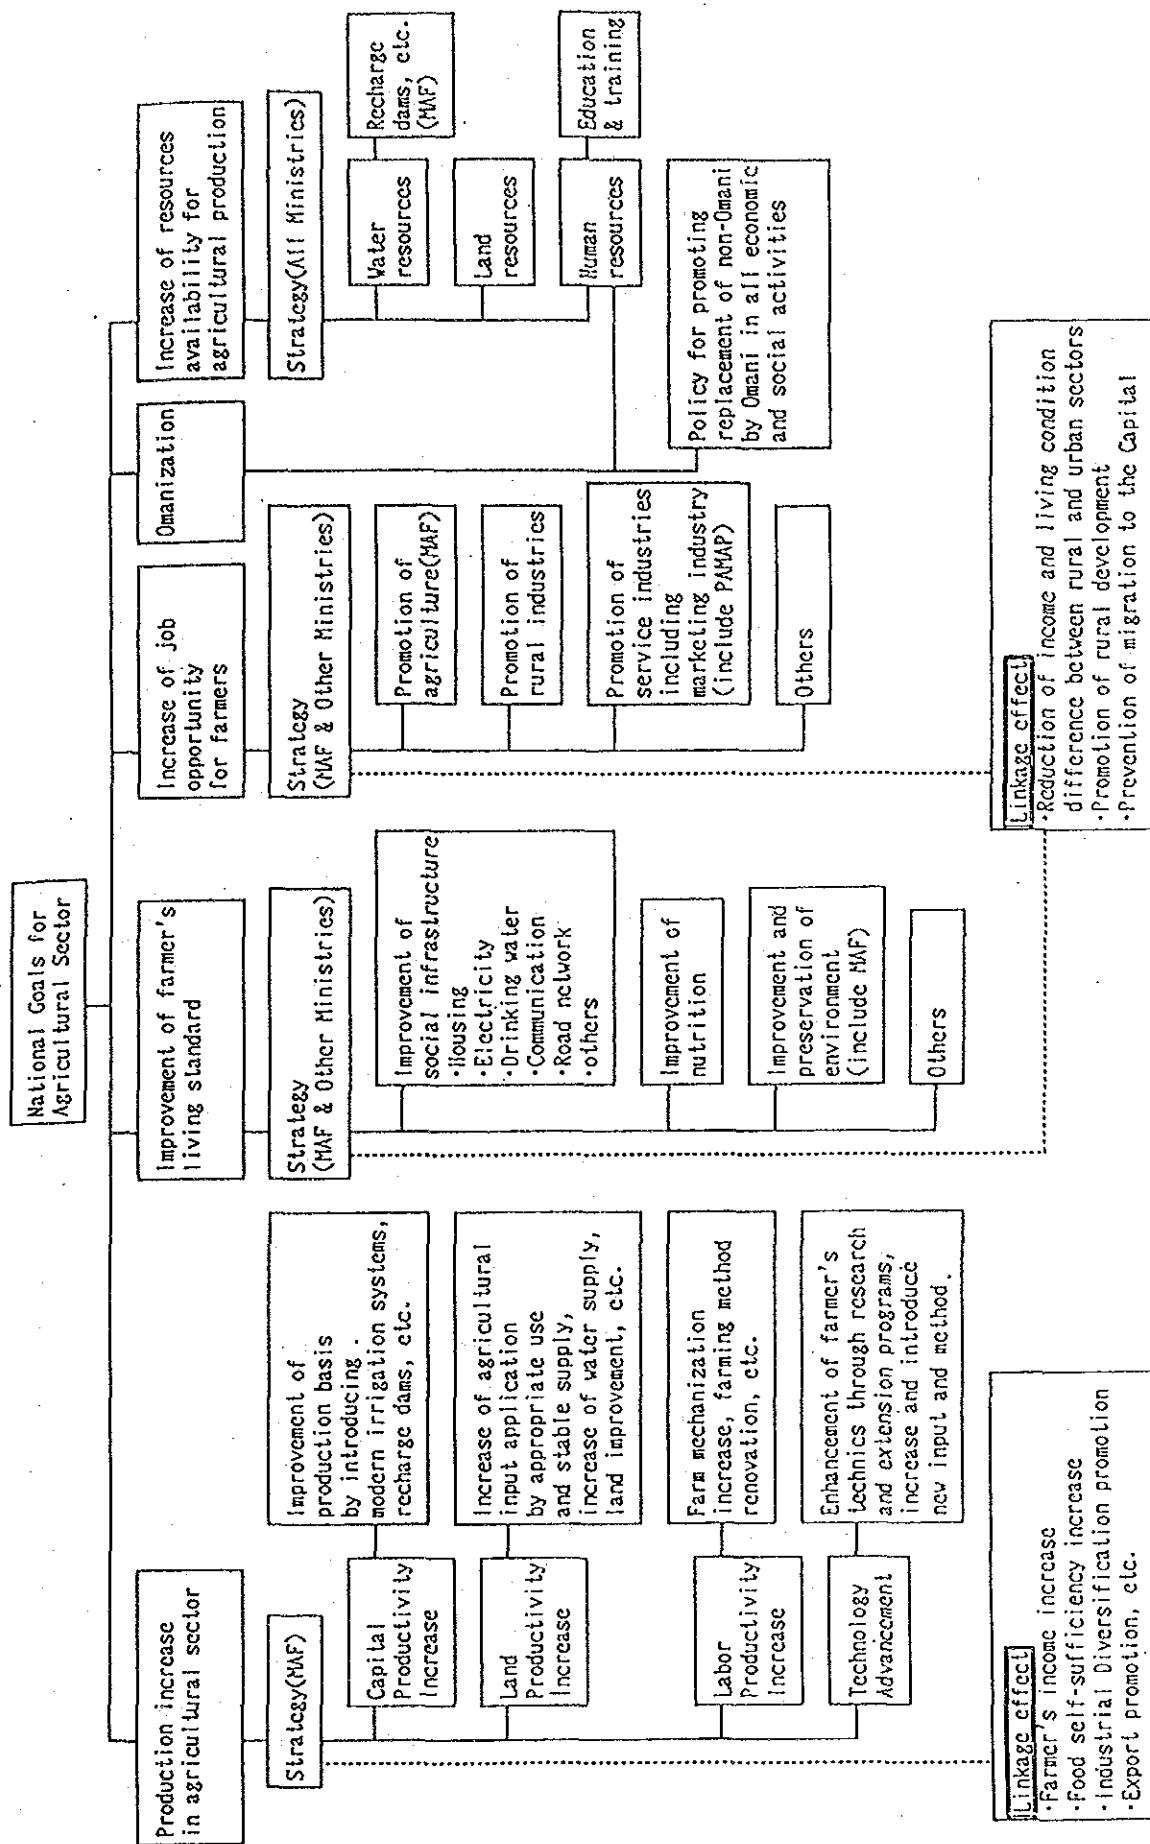 National Goals for
Agricultural Sector
Production increase
in agricultural sector
Strategy(MAF)
Capital
Productivity
Increase
Improvement of
production basis
by introducing.
modern irrigation systems,
recharge dams, etc.
Land
Productivity
Increase
Increase of agricultural
input application
by appropriate use
and stable supply,
increase of water supply,
land improvement, etc.
Labor
Productivity
Increase
Farm mechanization
increase, farming method
renovation, etc.
Technology
Advancement
Enhancement of farmer's
technics through research
and extension programs,
increase and introduce
new input and method.
Linkage effect
·Farmer's income increase
·Food self-sufficiency increase
·Industrial Diversification promotion
·Export promotion, etc.
Improvement of farmer's
living standard
Strategy
(MAF & Other Ministries)
Improvement of
social infrastructure
·Housing
·Electricity
·Drinking water
·Communication
·Road network
·others
Improvement of
nutrition
Improvement and
preservation of
environment
(include MAF)
Others
Increase of job
opportunity
for farmers
Strategy
(MAF & Other Ministries)
Promotion of
agriculture(MAF)
Promotion of
rural industries
Promotion of
service industries
including
marketing industry
(include PAMAP)
Others
Linkage effect
·Reduction of income and living condition
difference between rural and urban sectors
·Promotion of rural development
·Prevention of migration to the Capital
Omanization
Policy for promoting
replacement of non-Omani
by Omani in all economic
and social activities
Increase of resources
availability for
agricultural production
Strategy(All Ministries)
Water
resources
Recharge
dams, etc.
(MAF)
Land
resources
Human
resources
Education
& training